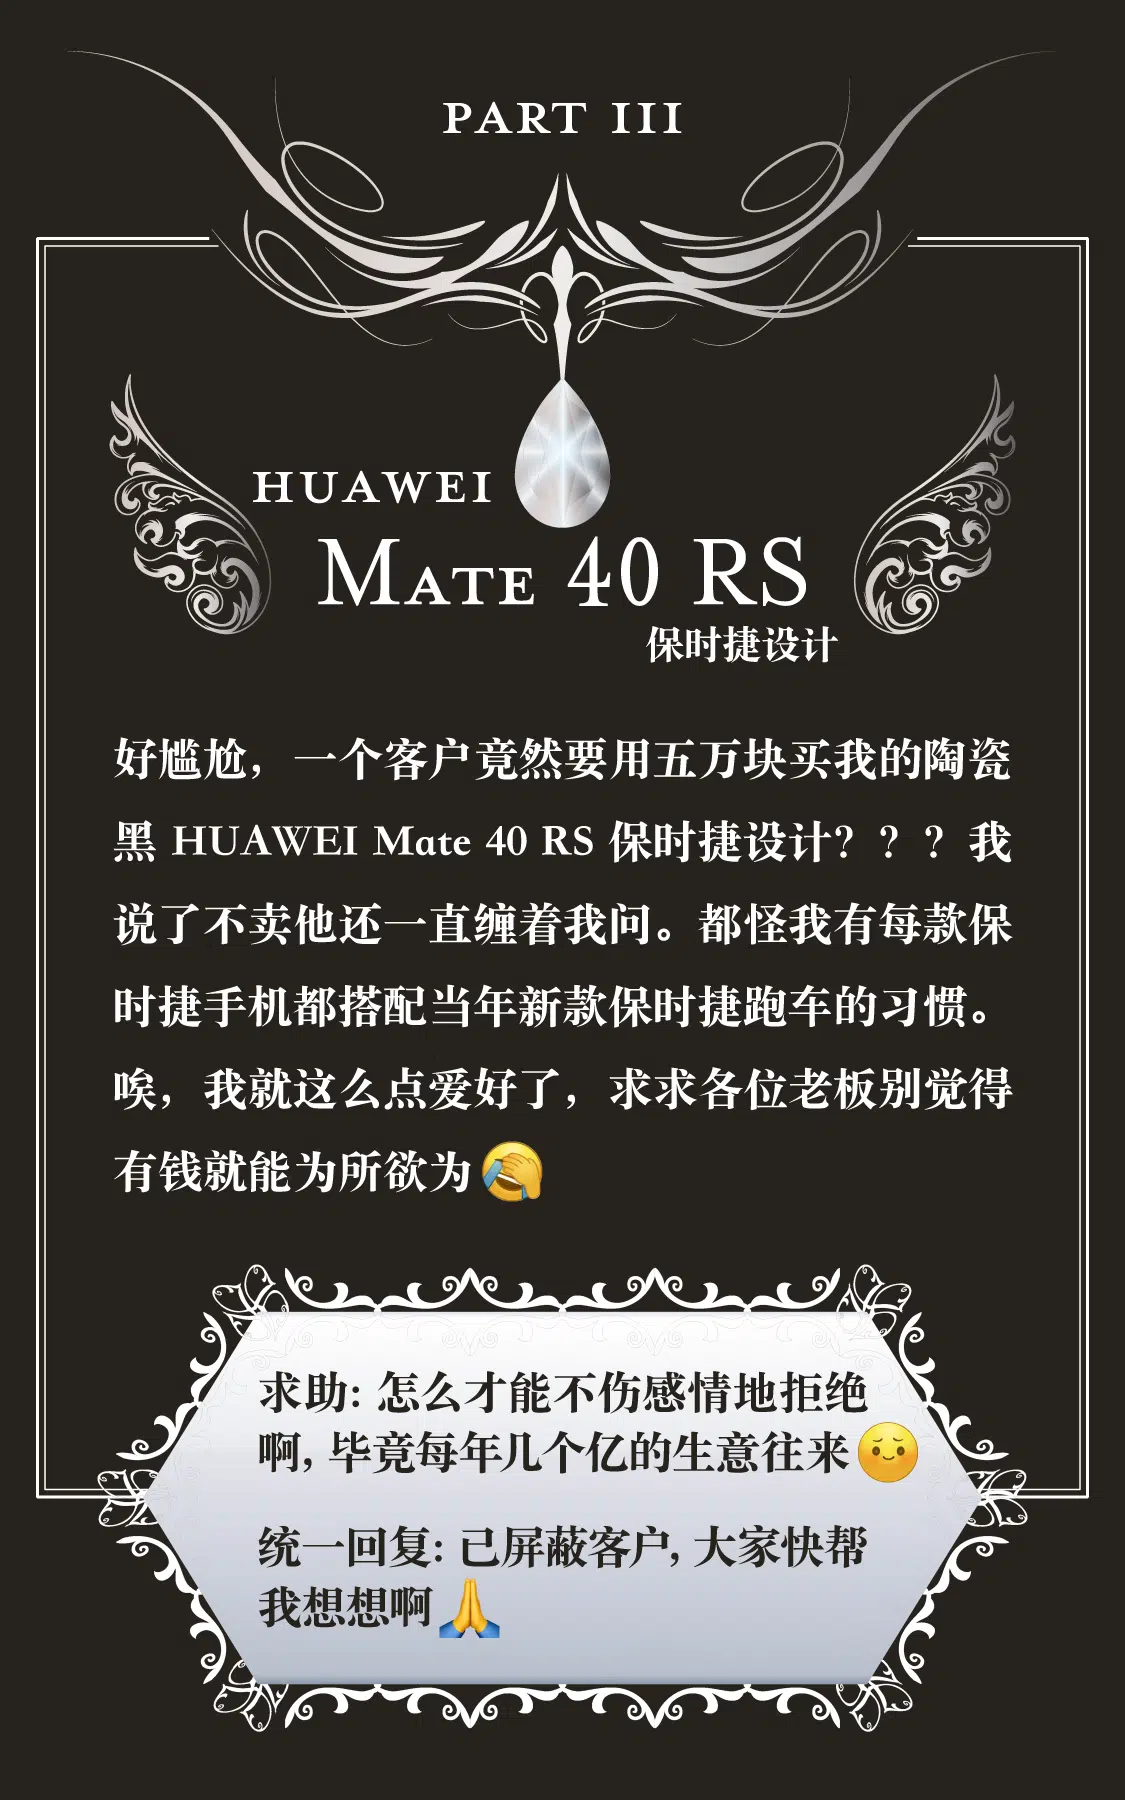 PART III
HUAWEI
MATE 40 RS
保时捷设计
好尴尬，一个客户竟然要用五万块买我的陶瓷
黑 HUAWEI Mate 40 RS 保时捷设计？？？我
说了不卖他还一直缠着我问。都怪我有每款保
时捷手机都搭配当年新款保时捷跑车的习惯。
唉，我就这么点爱好了，求求各位老板别觉得
有钱就能为所欲为🤦
求助: 怎么才能不伤感情地拒绝
啊, 毕竟每年几个亿的生意往来😔
统一回复: 已屏蔽客户, 大家快帮
我想想啊🙏